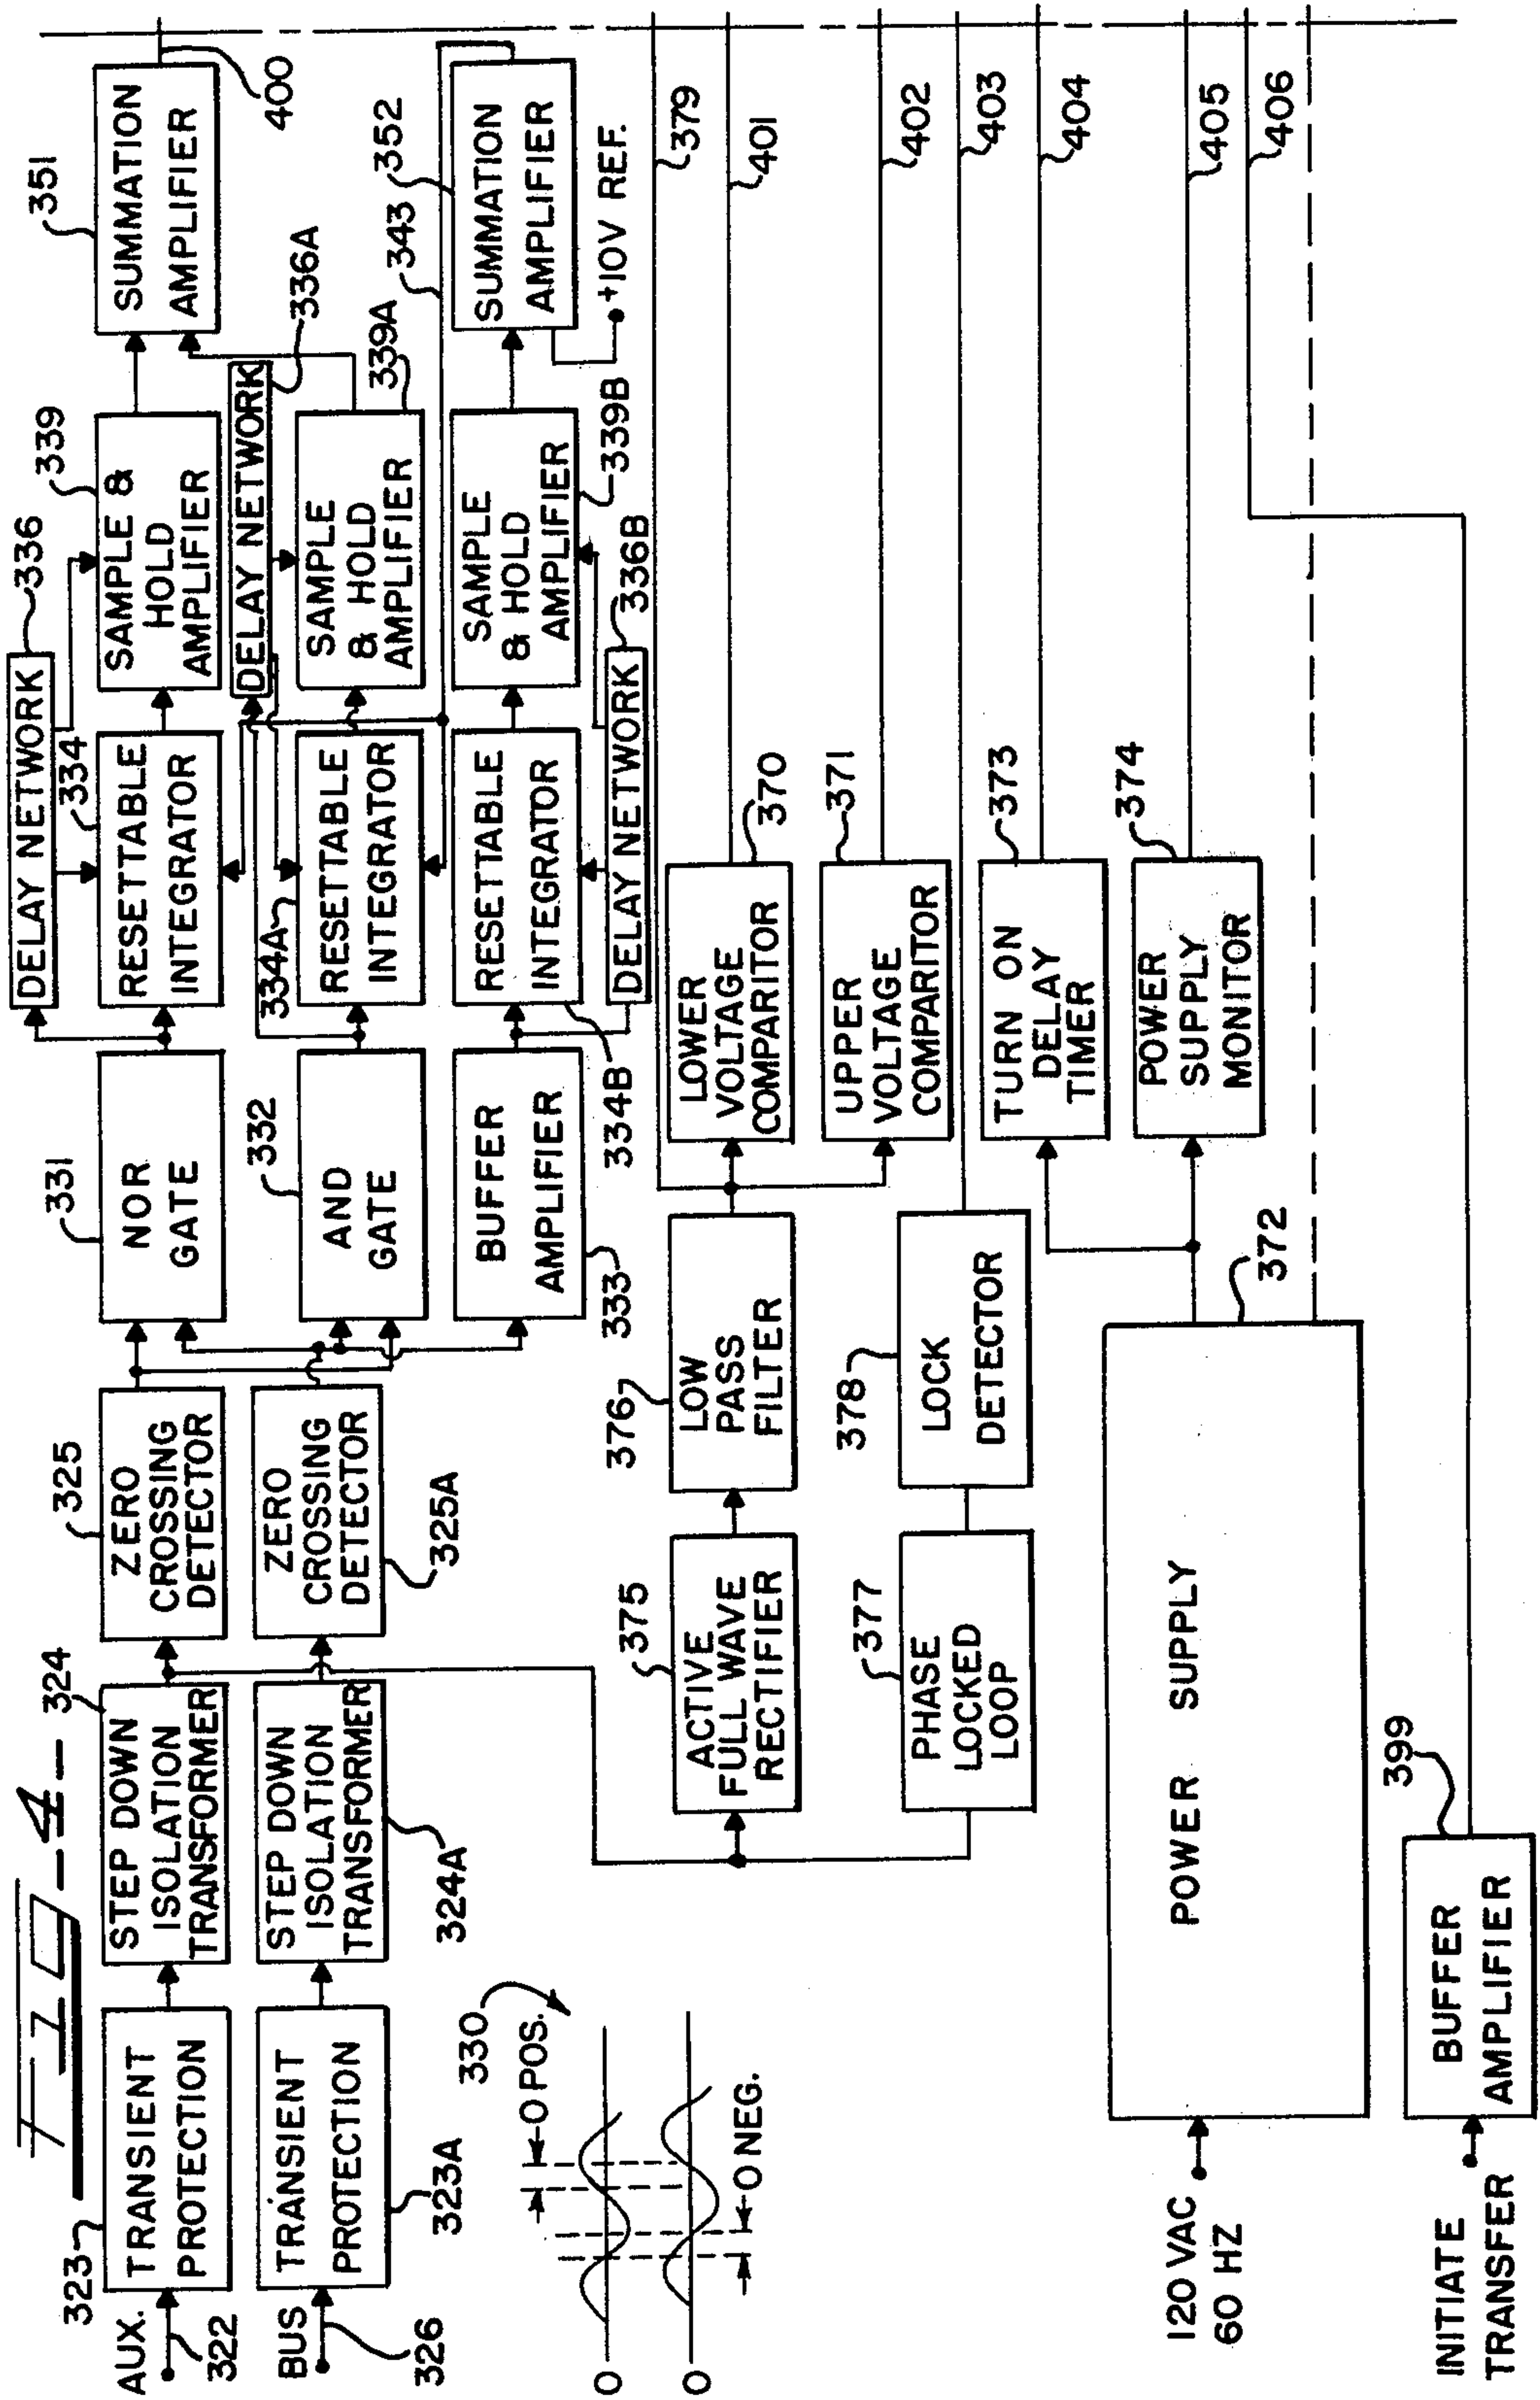 FIG-4-
AUX.
322
323
TRANSIENT
PROTECTION
324
STEP DOWN
ISOLATION
TRANSFORMER
325
ZERO
CROSSING
DETECTOR
331
NOR
GATE
DELAY NETWORK
336
334
RESETTABLE
INTEGRATOR
339
SAMPLE &
HOLD
AMPLIFIER
351
SUMMATION
AMPLIFIER
400
BUS
326
TRANSIENT
PROTECTION
323A
STEP DOWN
ISOLATION
TRANSFORMER
324A
ZERO
CROSSING
DETECTOR
325A
332
AND
GATE
DELAY NETWORK
336A
334A
RESETTABLE
INTEGRATOR
SAMPLE
& HOLD
AMPLIFIER
339A
343
352
BUFFER
AMPLIFIER
333
RESETTABLE
INTEGRATOR
334B
DELAY NETWORK
336B
SAMPLE
& HOLD
AMPLIFIER
339B
SUMMATION
AMPLIFIER
+10V REF.
330
0 POS.
0
0
0 NEG.
375
ACTIVE
FULL WAVE
RECTIFIER
376
LOW
PASS
FILTER
LOWER
VOLTAGE
COMPARITOR
370
379
401
UPPER
VOLTAGE
COMPARITOR
371
402
377
PHASE
LOCKED
LOOP
378
LOCK
DETECTOR
403
TURN ON
DELAY
TIMER
373
404
POWER
SUPPLY
MONITOR
374
405
406
120 VAC
60 HZ
POWER SUPPLY
372
INITIATE
TRANSFER
BUFFER
AMPLIFIER
399